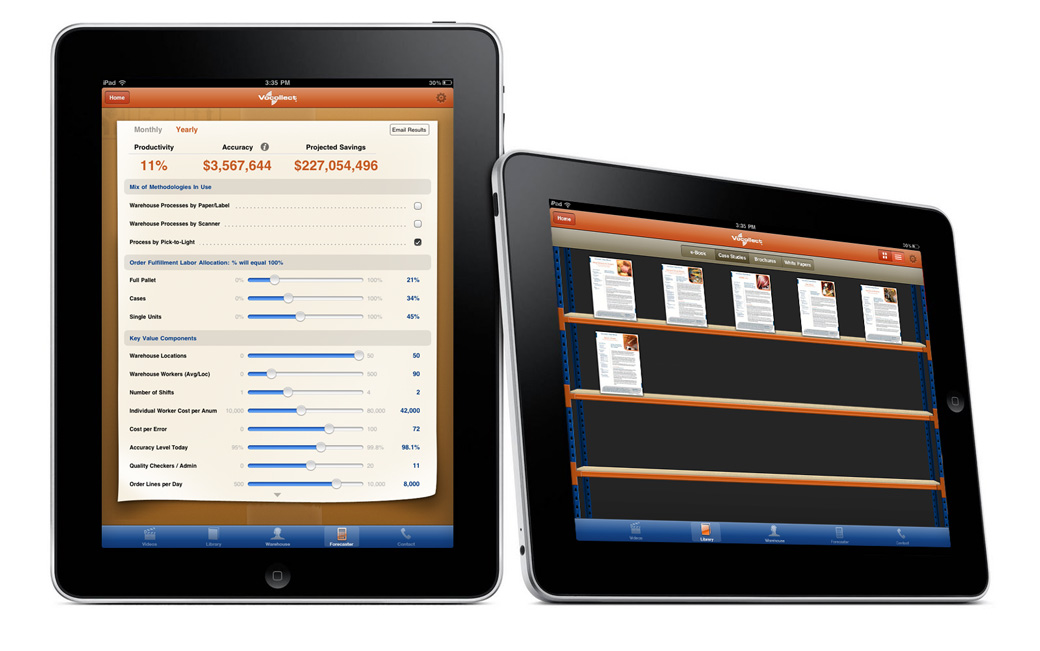 iPad 3:35 PM 30%
Home Vocollect
Monthly Yearly Email Results
Productivity Accuracy i Projected Savings
11% $3,567,644 $227,054,496
Mix of Methodologies In Use
Warehouse Processes by Paper/Label
Warehouse Processes by Scanner
Process by Pick-to-Light
Order Fulfillment Labor Allocation: % will equal 100%
Full Pallet 0% 100% 21%
Cases 0% 100% 34%
Single Units 0% 100% 45%
Key Value Components
Warehouse Locations 0 50 50
Warehouse Workers (Avg/Loc) 0 500 90
Number of Shifts 1 4 2
Individual Worker Cost per Anum 10,000 80,000 42,000
Cost per Error 0 100 72
Accuracy Level Today 95% 99.8% 98.1%
Quality Checkers / Admin 0 20 11
Order Lines per Day 500 10,000 8,000
Videos Library Warehouse Forecaster Contact
iPad 3:35 PM 30%
Home Vocollect
e-Book Case Studies Brochures White Papers
Videos Library Warehouse Forecaster Contact